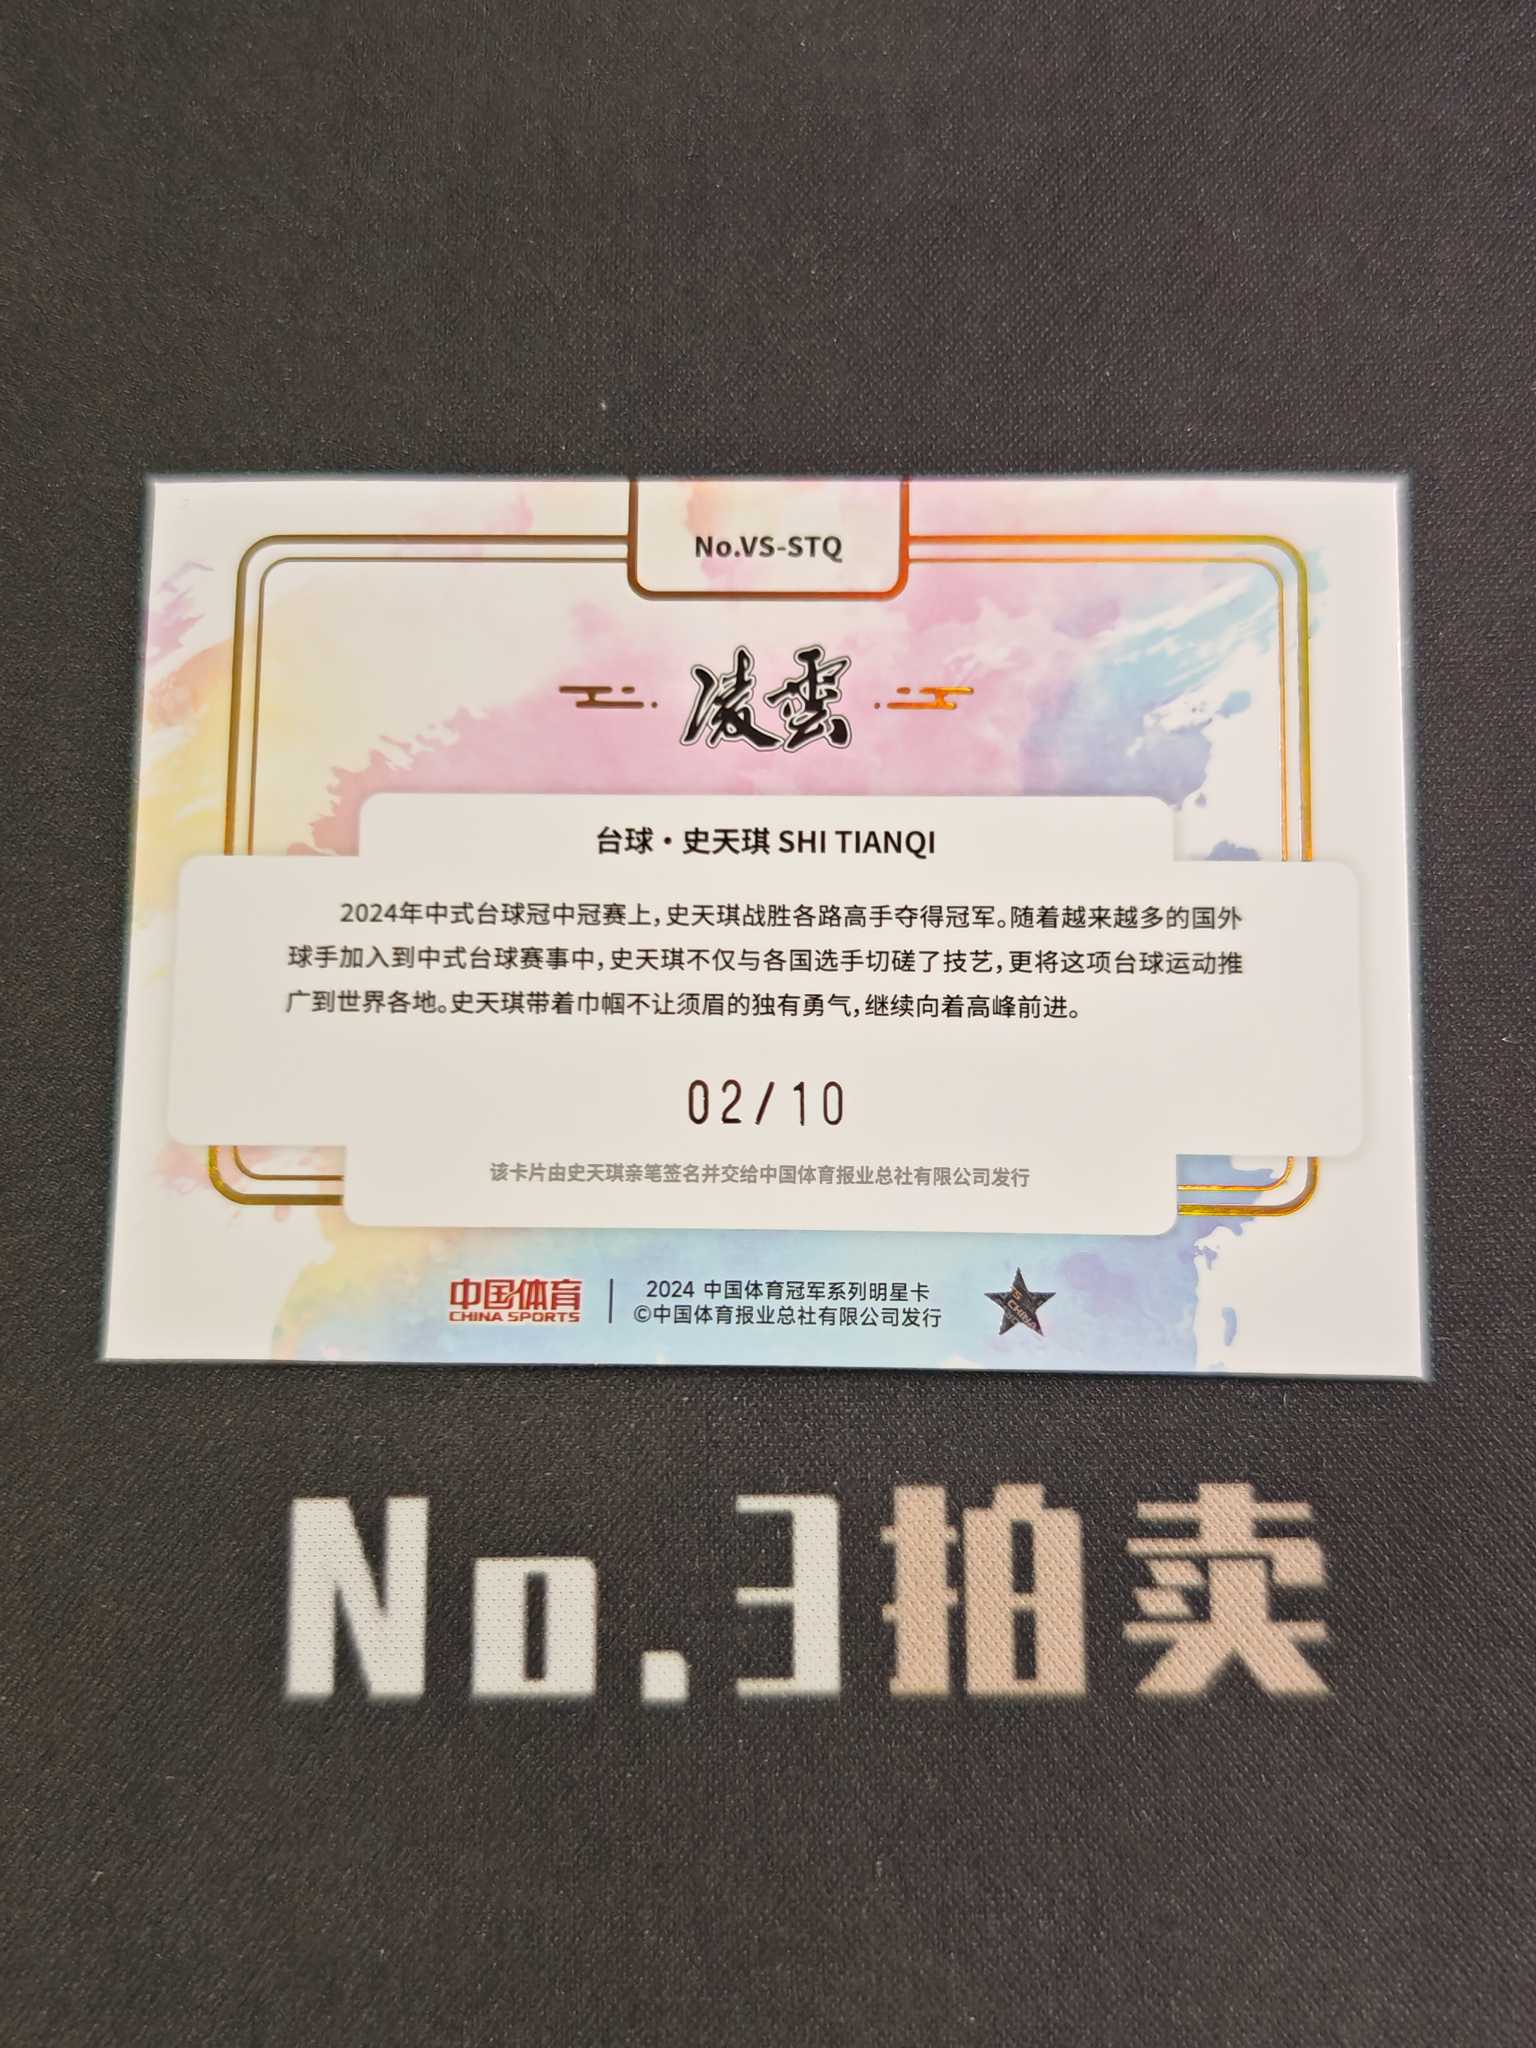 No.VS-STQ
凌雲
台球·史天琪 SHI TIANQI
2024年中式台球冠中冠赛上,史天琪战胜各路高手夺得冠军。随着越来越多的国外
球手加入到中式台球赛事中,史天琪不仅与各国选手切磋了技艺,更将这项台球运动推
广到世界各地。史天琪带着巾帼不让须眉的独有勇气,继续向着高峰前进。
02/10
该卡片由史天琪亲笔签名并交给中国体育报业总社有限公司发行
中国体育
CHINA SPORTS
2024 中国体育冠军系列明星卡
©中国体育报业总社有限公司发行
No.3拍卖